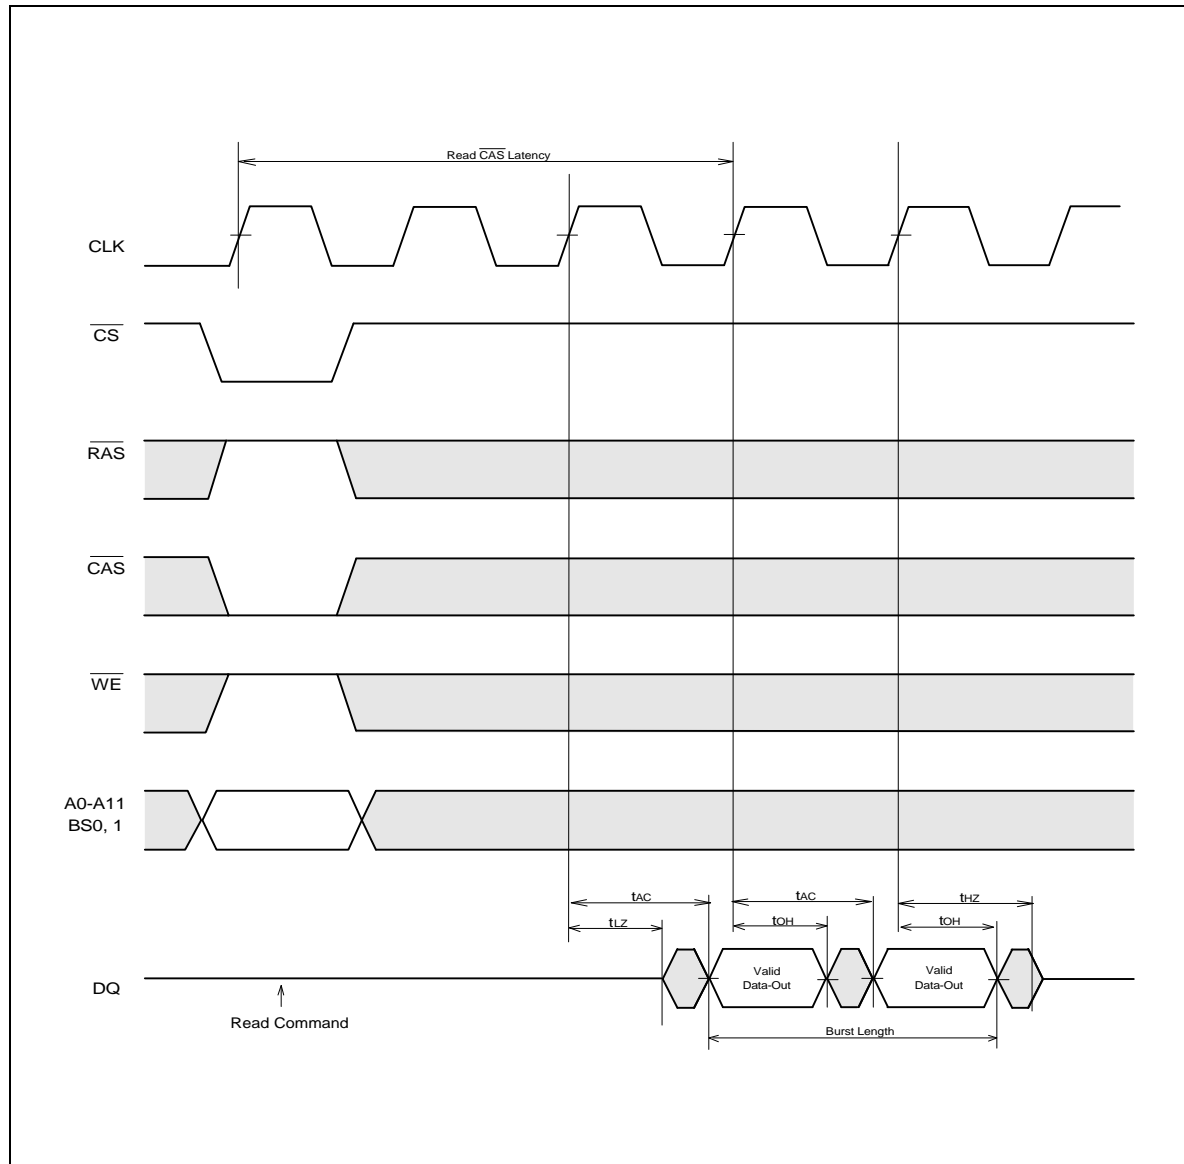 Read CAS Latency
CLK
CS
RAS
CAS
WE
A0-A11
BS0, 1
tAC tAC tHZ
tLZ tOH tOH
Valid Data-Out
Valid Data-Out
DQ
Read Command
Burst Length